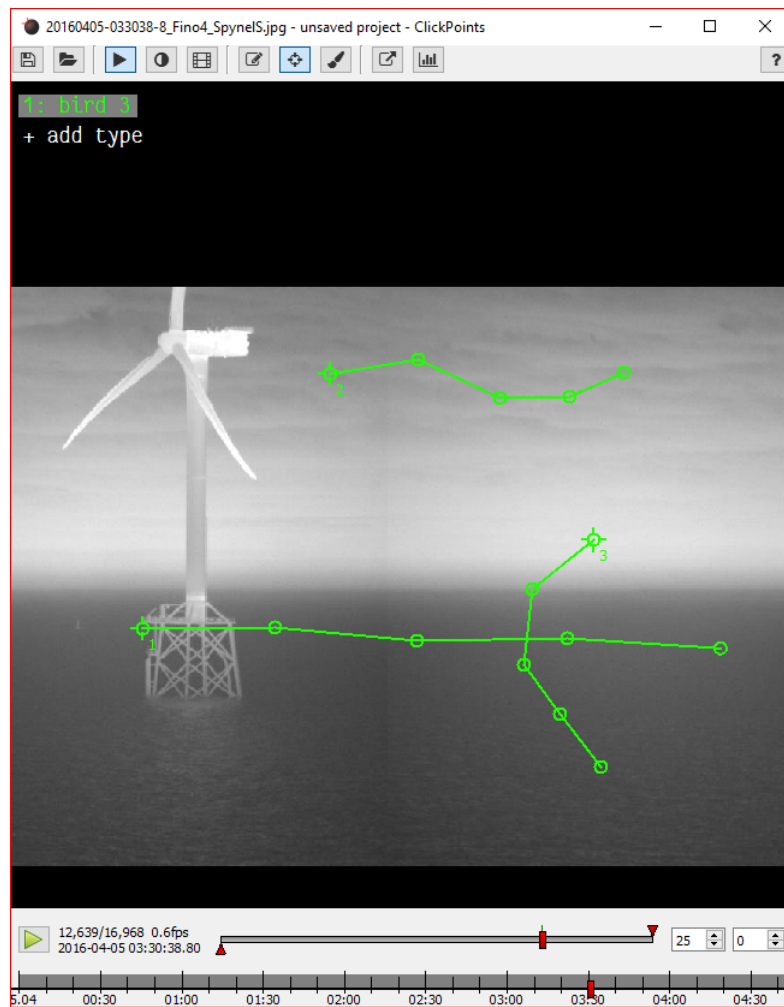 20160405-033038-8_Fino4_SpynelS.jpg - unsaved project - ClickPoints
?
1: bird 3
+ add type
2
3
1
12,639/16,968 0.6fps
2016-04-05 03:30:38.80
25
0
5.04 00:30 01:00 01:30 02:00 02:30 03:00 03:30 04:00 04:30